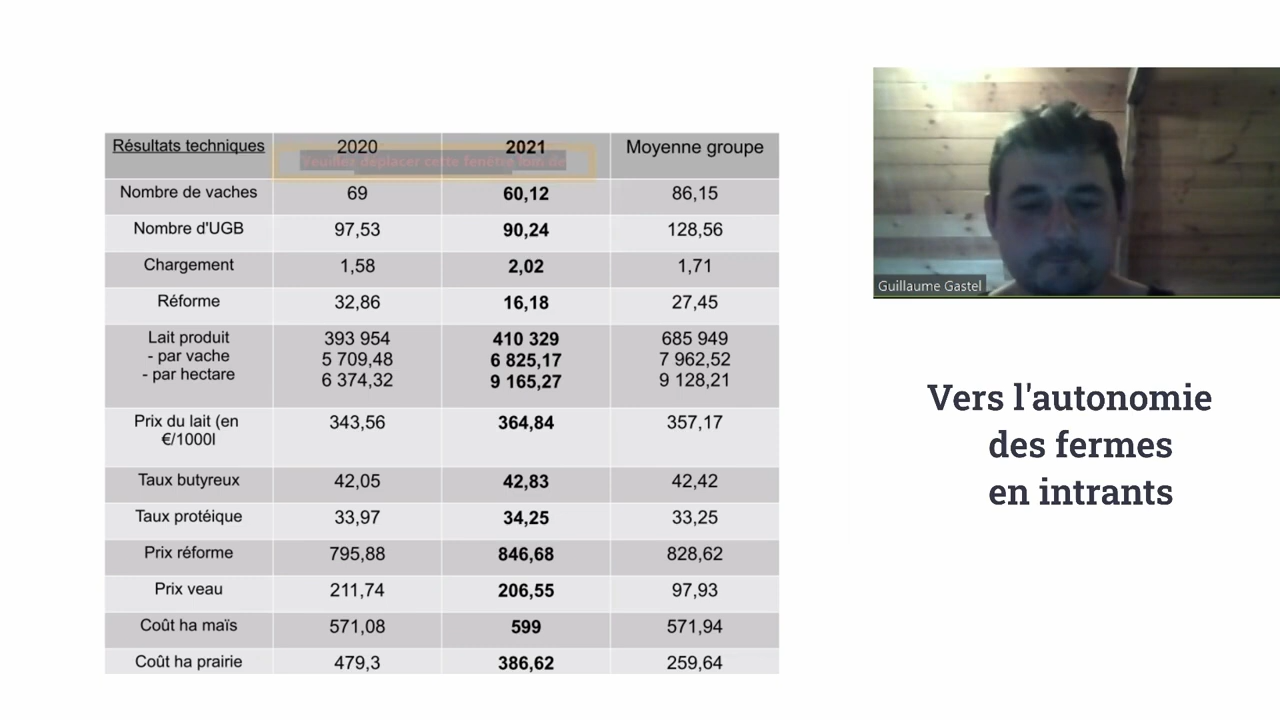 Résultats techniques 2020 2021 Moyenne groupe
Veuillez déplacer cette fenêtre loin de
Nombre de vaches 69 60,12 86,15
Nombre d'UGB 97,53 90,24 128,56
Chargement 1,58 2,02 1,71
Réforme 32,86 16,18 27,45
Lait produit 393 954 410 329 685 949
- par vache 5 709,48 6 825,17 7 962,52
- par hectare 6 374,32 9 165,27 9 128,21
Prix du lait (en 343,56 364,84 357,17
€/1000l
Taux butyreux 42,05 42,83 42,42
Taux protéique 33,97 34,25 33,25
Prix réforme 795,88 846,68 828,62
Prix veau 211,74 206,55 97,93
Coût ha maïs 571,08 599 571,94
Coût ha prairie 479,3 386,62 259,64
Guillaume Gastel
Vers l'autonomie
des fermes
en intrants